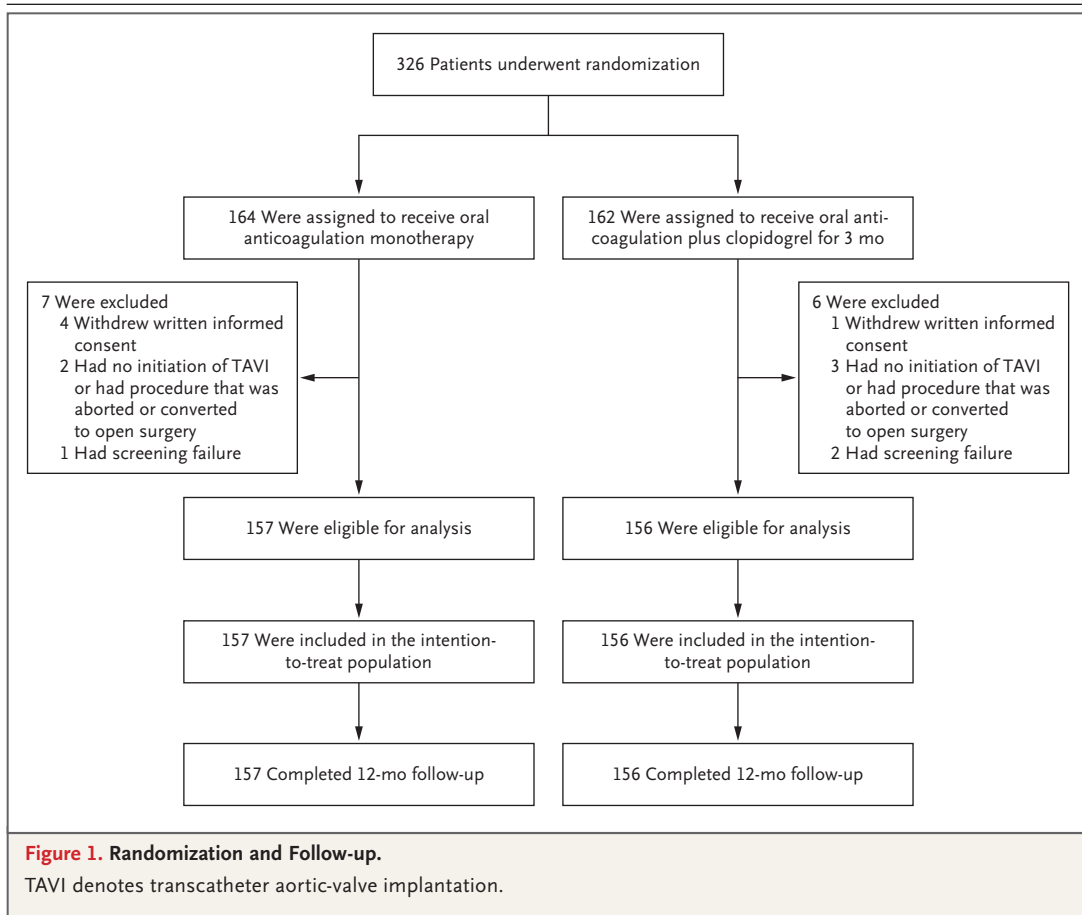 326 Patients underwent randomization
164 Were assigned to receive oral
anticoagulation monotherapy
162 Were assigned to receive oral anti-
coagulation plus clopidogrel for 3 mo
7 Were excluded
4 Withdrew written informed
consent
2 Had no initiation of TAVI
or had procedure that was
aborted or converted
to open surgery
1 Had screening failure
6 Were excluded
1 Withdrew written informed
consent
3 Had no initiation of TAVI
or had procedure that was
aborted or converted
to open surgery
2 Had screening failure
157 Were eligible for analysis
156 Were eligible for analysis
157 Were included in the intention-
to-treat population
156 Were included in the intention-
to-treat population
157 Completed 12-mo follow-up
156 Completed 12-mo follow-up
Figure 1. Randomization and Follow-up.
TAVI denotes transcatheter aortic-valve implantation.